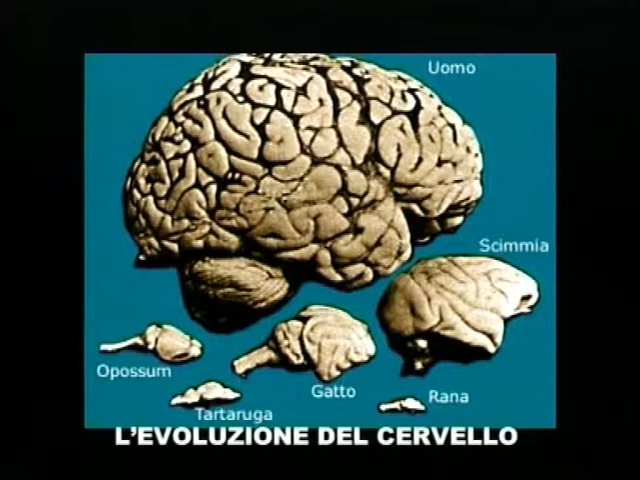 Uomo
Scimmia
Opossum
Gatto
Rana
Tartaruga
L'EVOLUZIONE DEL CERVELLO